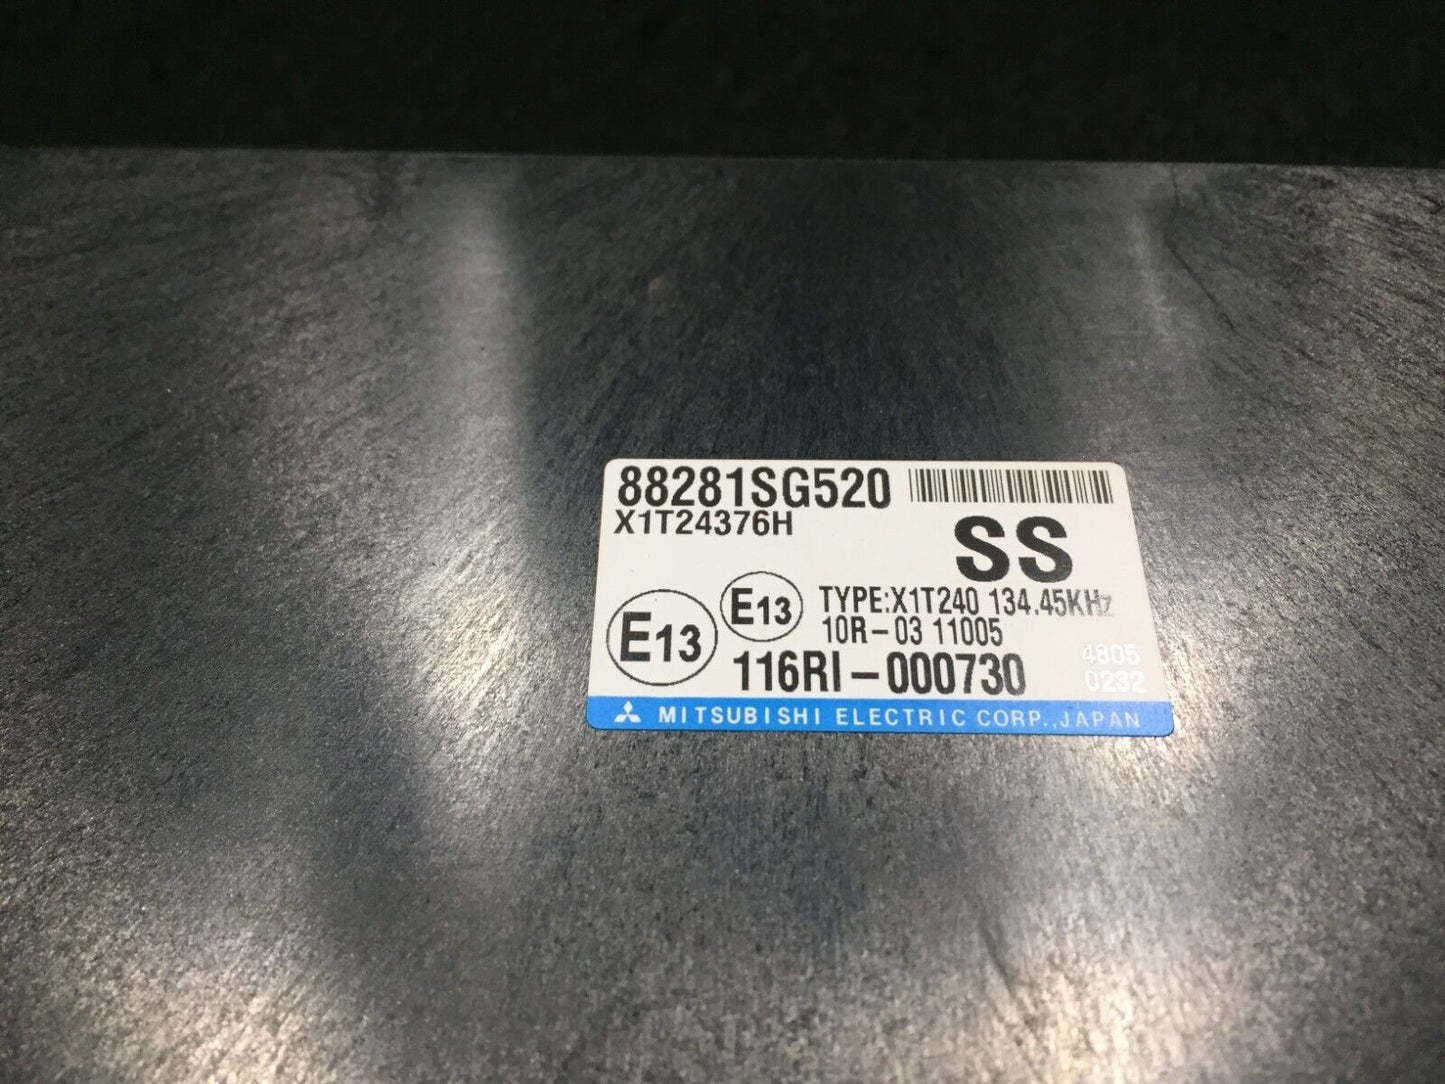 88281SG520
X1T24376H
SS
E13
E13
TYPE:X1T240 134.45KHz
10R-03 11005
116RI-000730
4805
0232
MITSUBISHI ELECTRIC CORP.,JAPAN